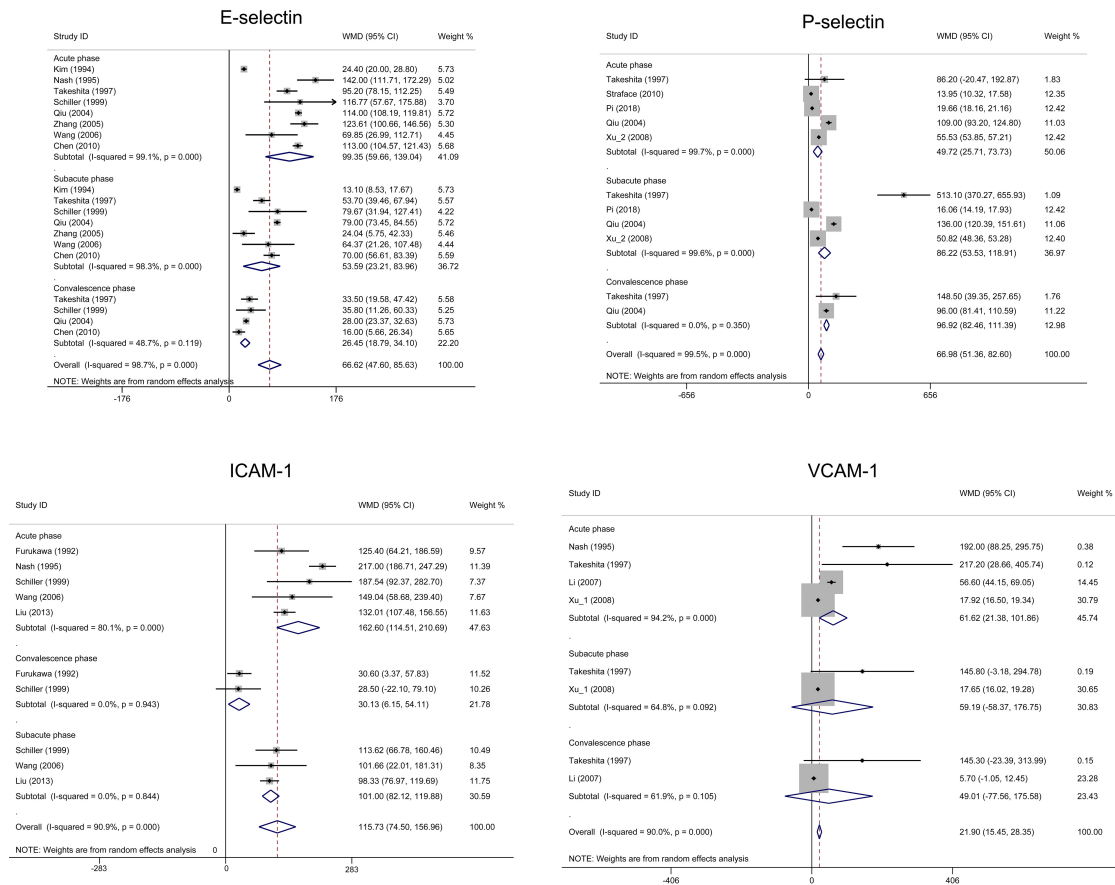 E-selectin
Strudy ID WMD (95% CI) Weight %
Acute phase
Kim (1994) 24.40 (20.00, 28.80) 5.73
Nash (1995) 142.00 (111.71, 172.29) 5.02
Takeshita (1997) 95.20 (78.15, 112.25) 5.49
Schiller (1999) 116.77 (57.67, 175.88) 3.70
Qiu (2004) 114.00 (108.19, 119.81) 5.72
Zhang (2005) 123.61 (100.66, 146.56) 5.30
Wang (2006) 69.85 (26.99, 112.71) 4.45
Chen (2010) 113.00 (104.57, 121.43) 5.68
Subtotal (I-squared = 99.1%, p = 0.000) 99.35 (59.66, 139.04) 41.09
.
Subacute phase
Kim (1994) 13.10 (8.53, 17.67) 5.73
Takeshita (1997) 53.70 (39.46, 67.94) 5.57
Schiller (1999) 79.67 (31.94, 127.41) 4.22
Qiu (2004) 79.00 (73.45, 84.55) 5.72
Zhang (2005) 24.04 (5.75, 42.33) 5.46
Wang (2006) 64.37 (21.26, 107.48) 4.44
Chen (2010) 70.00 (56.61, 83.39) 5.59
Subtotal (I-squared = 98.3%, p = 0.000) 53.59 (23.21, 83.96) 36.72
.
Convalescence phase
Takeshita (1997) 33.50 (19.58, 47.42) 5.58
Schiller (1999) 35.80 (11.26, 60.33) 5.25
Qiu (2004) 28.00 (23.37, 32.63) 5.73
Chen (2010) 16.00 (5.66, 26.34) 5.65
Subtotal (I-squared = 48.7%, p = 0.119) 26.45 (18.79, 34.10) 22.20
.
Overall (I-squared = 98.7%, p = 0.000) 66.62 (47.60, 85.63) 100.00
NOTE: Weights are from random effects analysis
-176 0 176
P-selectin
Study ID WMD (95% CI) Weight %
Acute phase
Takeshita (1997) 86.20 (-20.47, 192.87) 1.83
Straface (2010) 13.95 (10.32, 17.58) 12.35
Pi (2018) 19.66 (18.16, 21.16) 12.42
Qiu (2004) 109.00 (93.20, 124.80) 11.03
Xu_2 (2008) 55.53 (53.85, 57.21) 12.42
Subtotal (I-squared = 99.7%, p = 0.000) 49.72 (25.71, 73.73) 50.06
.
Subacute phase
Takeshita (1997) 513.10 (370.27, 655.93) 1.09
Pi (2018) 16.06 (14.19, 17.93) 12.42
Qiu (2004) 136.00 (120.39, 151.61) 11.06
Xu_2 (2008) 50.82 (48.36, 53.28) 12.40
Subtotal (I-squared = 99.6%, p = 0.000) 86.22 (53.53, 118.91) 36.97
.
Convalescence phase
Takeshita (1997) 148.50 (39.35, 257.65) 1.76
Qiu (2004) 96.00 (81.41, 110.59) 11.22
Subtotal (I-squared = 0.0%, p = 0.350) 96.92 (82.46, 111.39) 12.98
.
Overall (I-squared = 99.5%, p = 0.000) 66.98 (51.36, 82.60) 100.00
NOTE: Weights are from random effects analysis
-656 0 656
ICAM-1
Study ID WMD (95% CI) Weight %
Acute phase
Furukawa (1992) 125.40 (64.21, 186.59) 9.57
Nash (1995) 217.00 (186.71, 247.29) 11.39
Schiller (1999) 187.54 (92.37, 282.70) 7.37
Wang (2006) 149.04 (58.68, 239.40) 7.67
Liu (2013) 132.01 (107.48, 156.55) 11.63
Subtotal (I-squared = 80.1%, p = 0.000) 162.60 (114.51, 210.69) 47.63
.
Convalescence phase
Furukawa (1992) 30.60 (3.37, 57.83) 11.52
Schiller (1999) 28.50 (-22.10, 79.10) 10.26
Subtotal (I-squared = 0.0%, p = 0.943) 30.13 (6.15, 54.11) 21.78
.
Subacute phase
Schiller (1999) 113.62 (66.78, 160.46) 10.49
Wang (2006) 101.66 (22.01, 181.31) 8.35
Liu (2013) 98.33 (76.97, 119.69) 11.75
Subtotal (I-squared = 0.0%, p = 0.844) 101.00 (82.12, 119.88) 30.59
.
Overall (I-squared = 90.9%, p = 0.000) 115.73 (74.50, 156.96) 100.00
NOTE: Weights are from random effects analysis 0
-283 0 283
VCAM-1
Study ID WMD (95% CI) Weight %
Acute phase
Nash (1995) 192.00 (88.25, 295.75) 0.38
Takeshita (1997) 217.20 (28.66, 405.74) 0.12
Li (2007) 56.60 (44.15, 69.05) 14.45
Xu_1 (2008) 17.92 (16.50, 19.34) 30.79
Subtotal (I-squared = 94.2%, p = 0.000) 61.62 (21.38, 101.86) 45.74
.
Subacute phase
Takeshita (1997) 145.80 (-3.18, 294.78) 0.19
Xu_1 (2008) 17.65 (16.02, 19.28) 30.65
Subtotal (I-squared = 64.8%, p = 0.092) 59.19 (-58.37, 176.75) 30.83
.
Convalescence phase
Takeshita (1997) 145.30 (-23.39, 313.99) 0.15
Li (2007) 5.70 (-1.05, 12.45) 23.28
Subtotal (I-squared = 61.9%, p = 0.105) 49.01 (-77.56, 175.58) 23.43
.
Overall (I-squared = 90.0%, p = 0.000) 21.90 (15.45, 28.35) 100.00
NOTE: Weights are from random effects analysis
-406 0 406